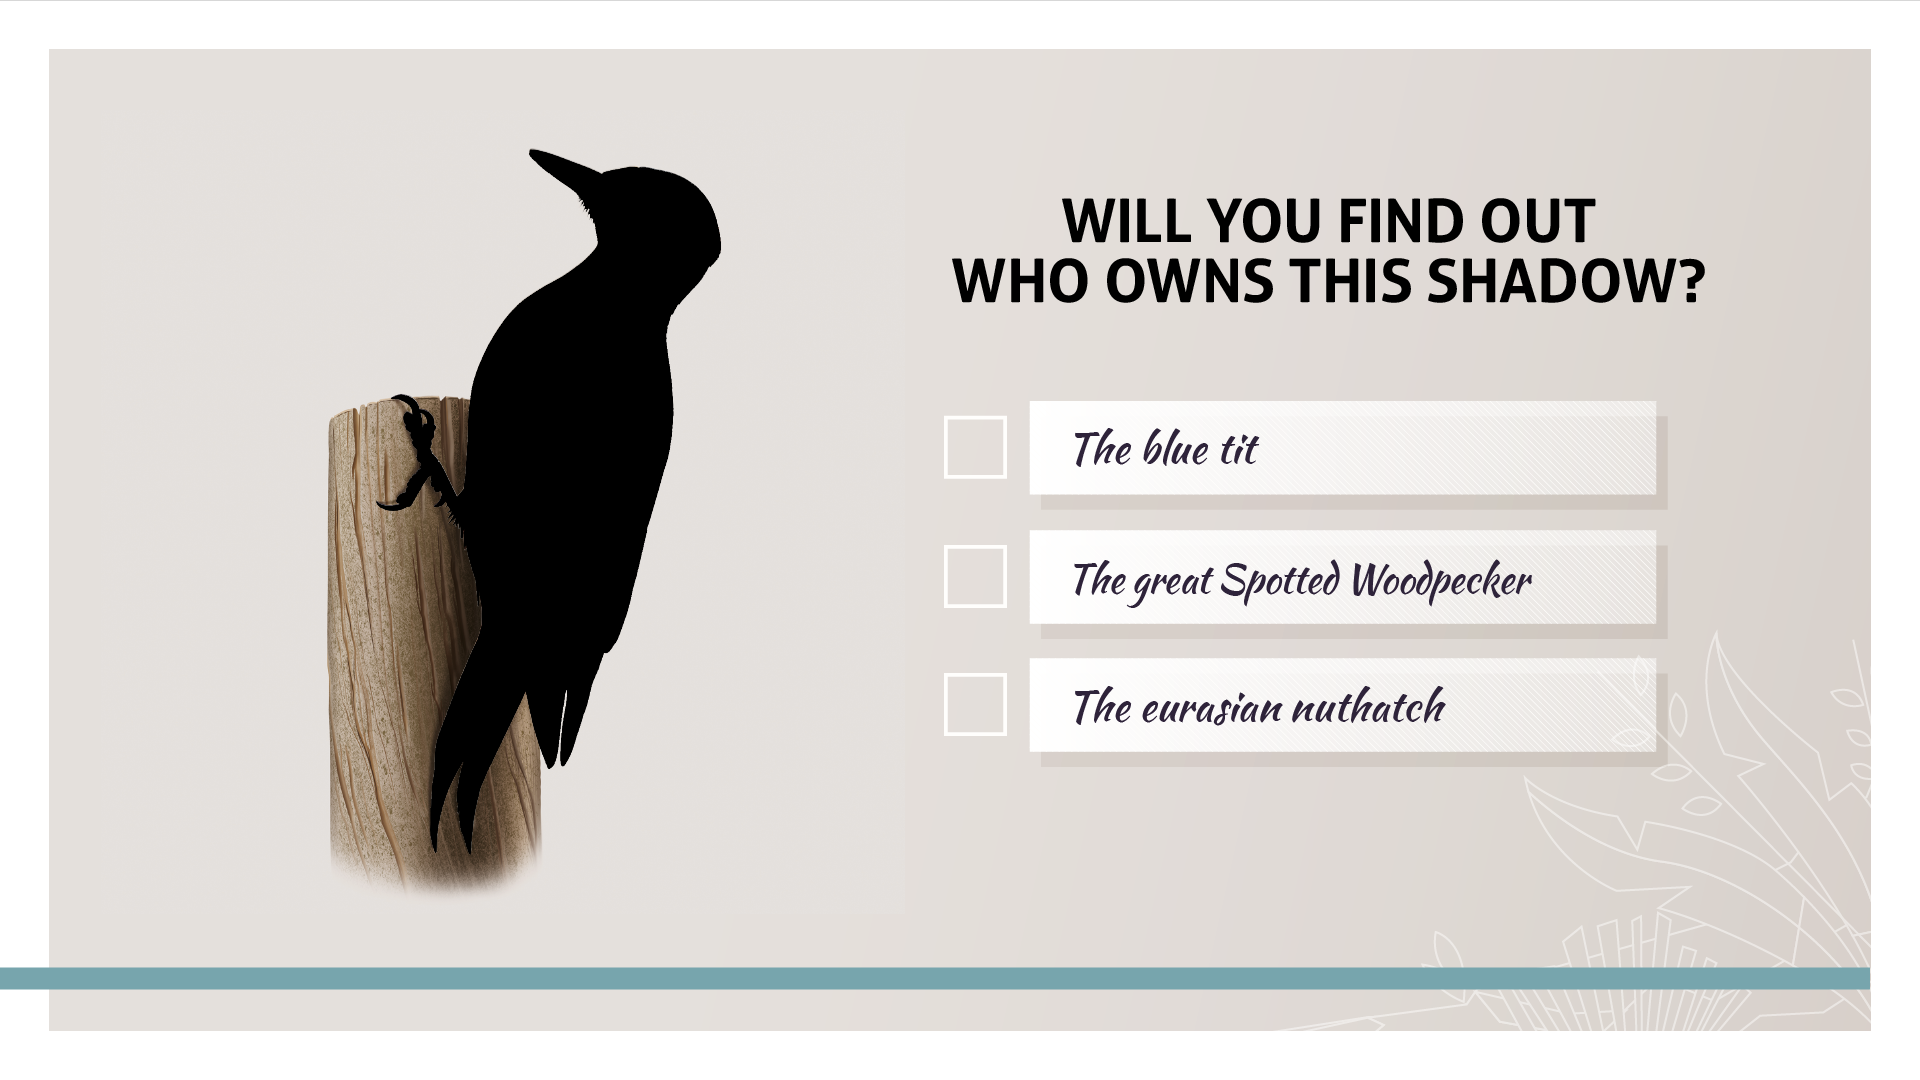 WILL YOU FIND OUT
WHO OWNS THIS SHADOW?
The blue tit
The great Spotted Woodpecker
The eurasian nuthatch